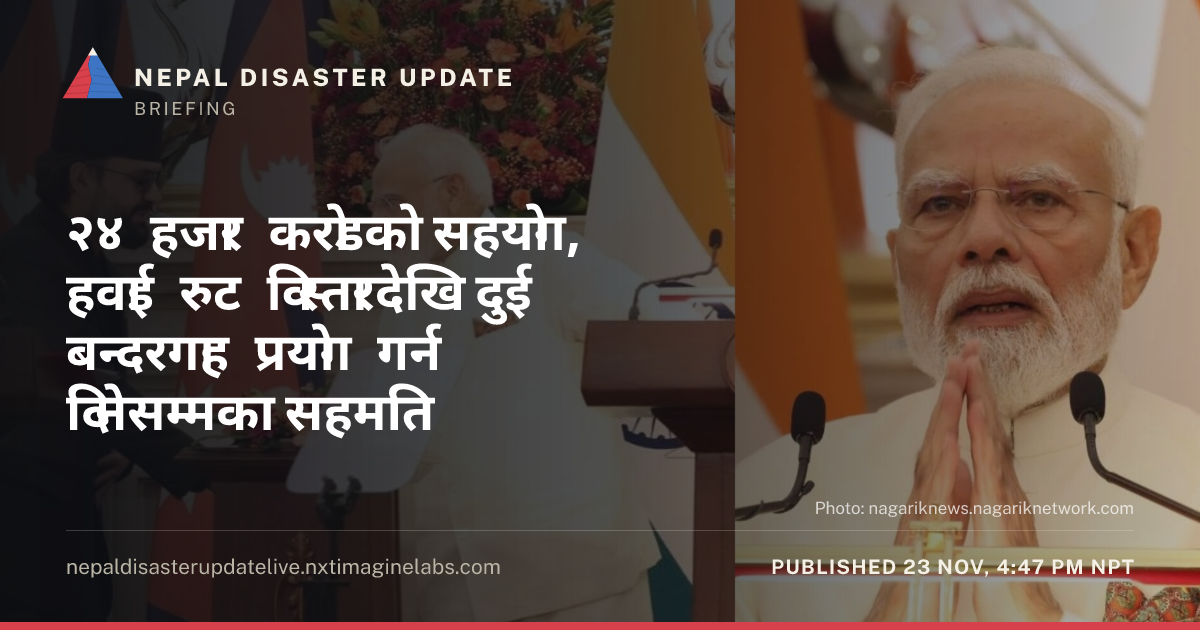 NEPAL DISASTER UPDATE
BRIEFING
२४ हजार करोडको सहयोग,
हवाई रुट विस्तारदेखि दुई
बन्दरगाह प्रयोग गर्न
दिनेसम्मका सहमति
Photo: nagariknews.nagariknetwork.com
nepaldisasterupdatelive.nxtimaginelabs.com
PUBLISHED 23 NOV, 4:47 PM NPT